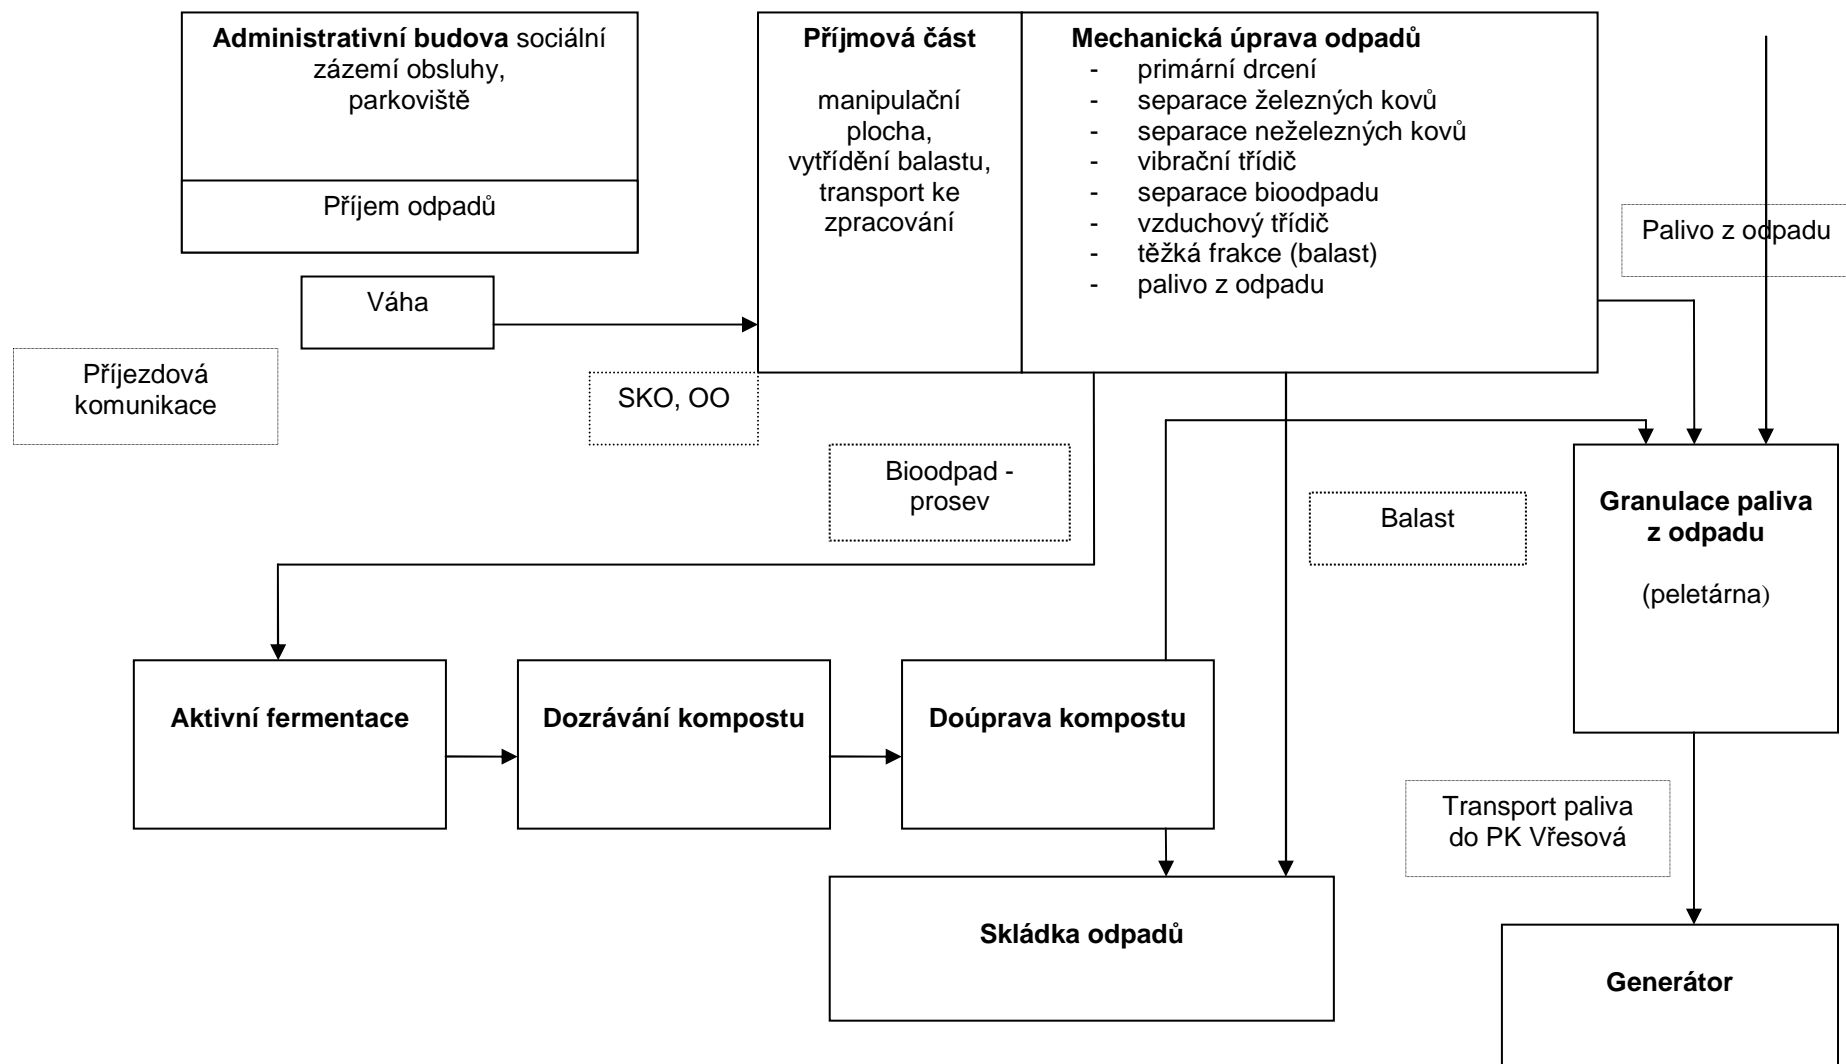 Administrativní budova sociální
zázemí obsluhy,
parkoviště
Příjem odpadů
Váha
Příjezdová
komunikace
Příjmová část
manipulační
plocha,
vytřídění balastu,
transport ke
zpracování
SKO, OO
Mechanická úprava odpadů
- primární drcení
- separace železných kovů
- separace neželezných kovů
- vibrační třídič
- separace bioodpadu
- vzduchový třídič
- těžká frakce (balast)
- palivo z odpadu
Palivo z odpadu
Bioodpad -
prosev
Balast
Granulace paliva
z odpadu
(peletárna)
Aktivní fermentace
Dozrávání kompostu
Doúprava kompostu
Transport paliva
do PK Vřesová
Skládka odpadů
Generátor